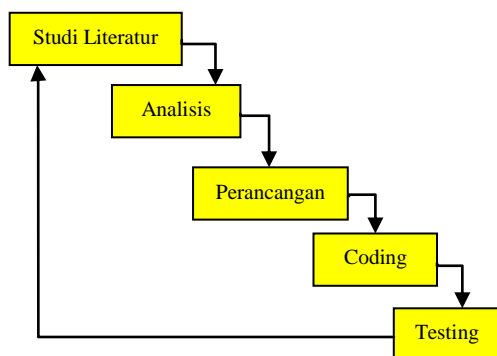 Studi Literatur
Analisis
Perancangan
Coding
Testing